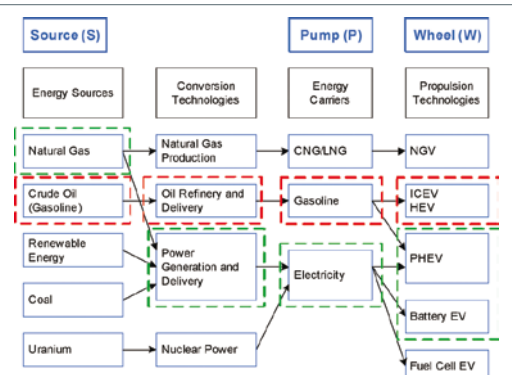 Source (S)
Pump (P)
Wheel (W)
Energy Sources
Conversion
Technologies
Energy
Carriers
Propulsion
Technologies
Natural Gas
Natural Gas
Production
CNG/LNG
NGV
Crude Oil
(Gasoline)
Oil Refinery and
Delivery
Gasoline
ICEV
HEV
Renewable
Energy
Power
Generation and
Delivery
Electricity
PHEV
Coal
Battery EV
Uranium
Nuclear Power
Fuel Cell EV